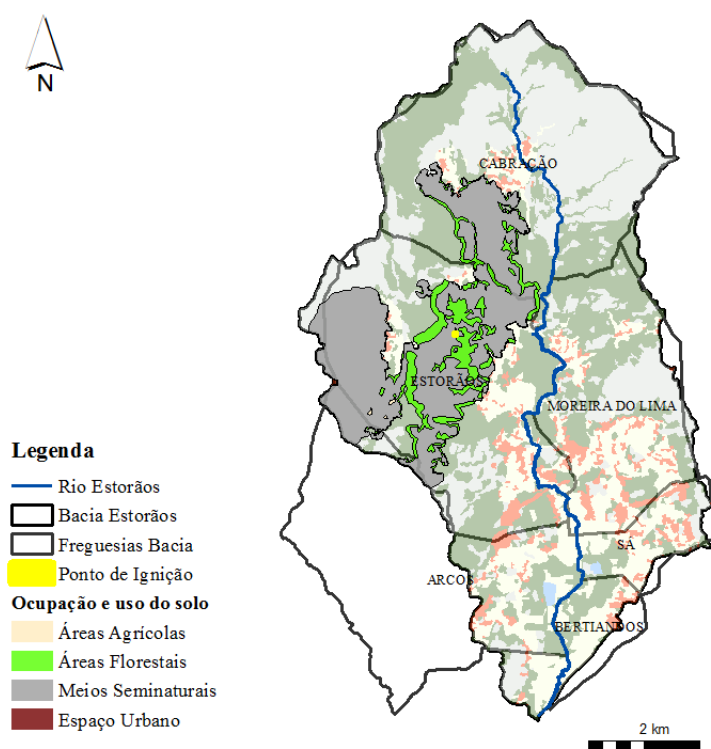 N
CABRAÇÃO
ESTORÃOS
MOREIRA DO LIMA
SÁ
ARCOS
BERTIANDOS
Legenda
Rio Estorãos
Bacia Estorãos
Freguesias Bacia
Ponto de Ignição
Ocupação e uso do solo
Áreas Agrícolas
Áreas Florestais
Meios Seminaturais
Espaço Urbano
2 km